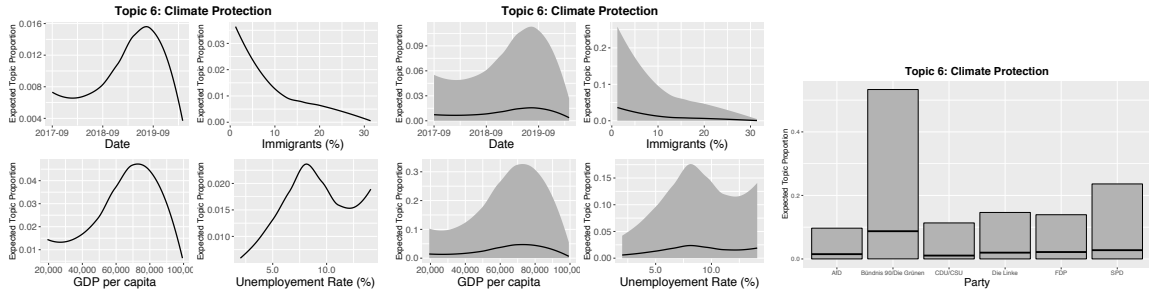 Topic 6: Climate Protection
Expected Topic Proportion
0.016
0.012
0.008
0.004
2017-09 2018-09 2019-09
Date
Expected Topic Proportion
0.03
0.02
0.01
0.00
0 10 20 30
Immigrants (%)
Expected Topic Proportion
0.04
0.03
0.02
0.01
20,000 40,000 60,000 80,000 100,00
GDP per capita
Expected Topic Proportion
0.020
0.015
0.010
5.0 10.0
Unemployement Rate (%)
Topic 6: Climate Protection
Expected Topic Proportion
0.09
0.06
0.03
0.00
2017-09 2018-09 2019-09
Date
Expected Topic Proportion
0.2
0.1
0.0
0 10 20 30
Immigrants (%)
Expected Topic Proportion
0.3
0.2
0.1
0.0
20,000 40,000 60,000 80,000 100,00
GDP per capita
Expected Topic Proportion
0.15
0.10
0.05
0.00
5.0 10.0
Unemployement Rate (%)
Topic 6: Climate Protection
Expected Topic Proportion
0.4
0.2
0.0
AfD Bündnis 90/Die Grünen CDU/CSU Die Linke FDP SPD
Party